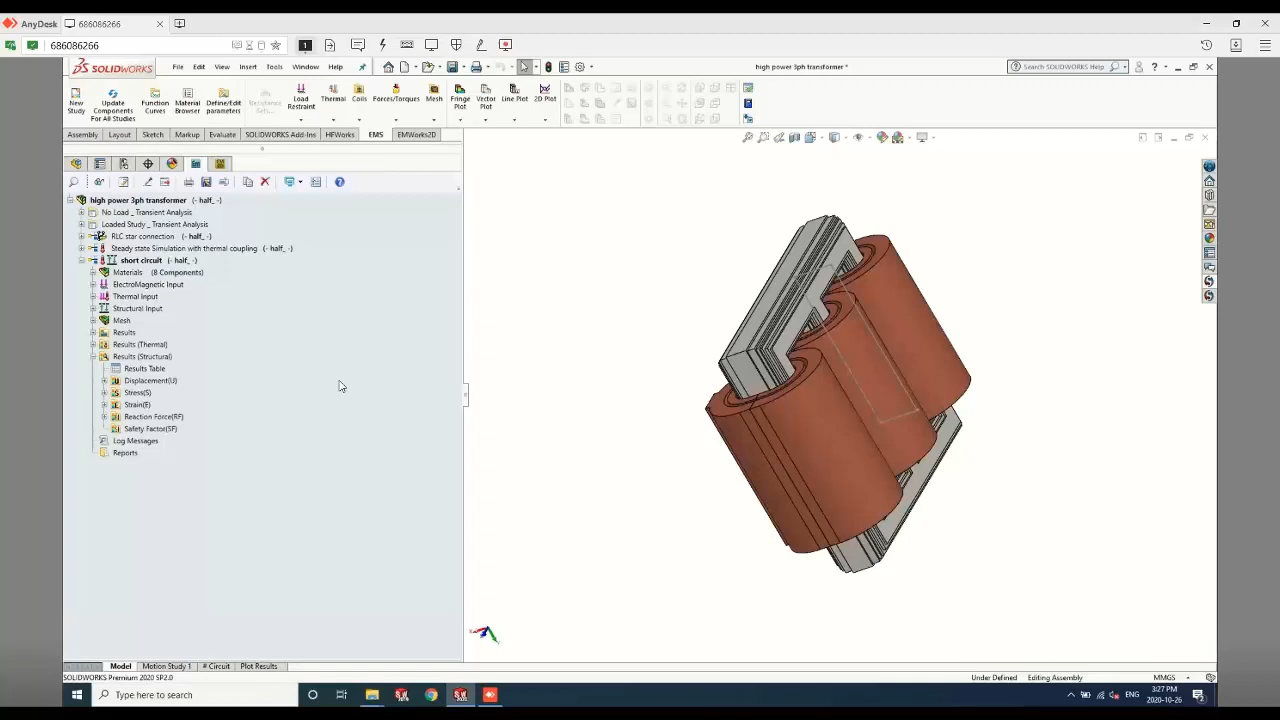 AnyDesk 686086266
686086266 1
SOLIDWORKS File Edit View Insert Tools Window Help high power 3ph transformer * Search SOLIDWORKS Help
New Study Update Components For All Studies Function Curves Material Browser Define/Edit parameters Load Restraint Thermal Coils Forces/Torques Mesh Fringe Plot Vector Plot Line Plot 2D Plot
Assembly Layout Sketch Markup Evaluate SOLIDWORKS Add-Ins HFWorks EMS EMWorks2D
high power 3ph transformer (- half_ -)
No Load _ Transient Analysis
Loaded Study _ Transient Analysis
RLC star connection (- half_ -)
Steady state Simulation with thermal coupling (- half_ -)
short circuit (- half_ -)
Materials (8 Components)
ElectroMagnetic Input
Thermal Input
Structural Input
Mesh
Results
Results (Thermal)
Results (Structural)
Results Table
Displacement(U)
Stress(S)
Strain(E)
Reaction Force(RF)
Safety Factor(SF)
Log Messages
Reports
Model Motion Study 1 # Circuit Plot Results
SOLIDWORKS Premium 2020 SP2.0 Under Defined Editing Assembly MMGS
Type here to search ENG 3:27 PM
2020-10-26